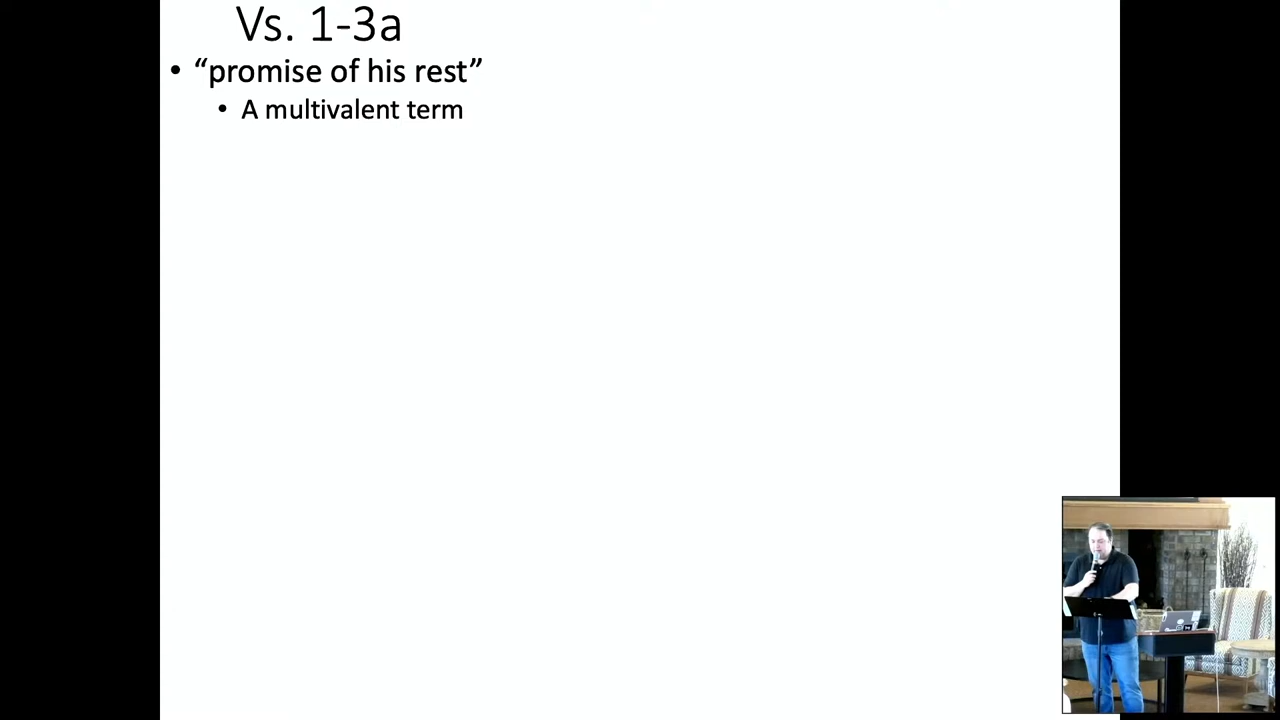 Vs. 1-3a
• “promise of his rest”
• A multivalent term